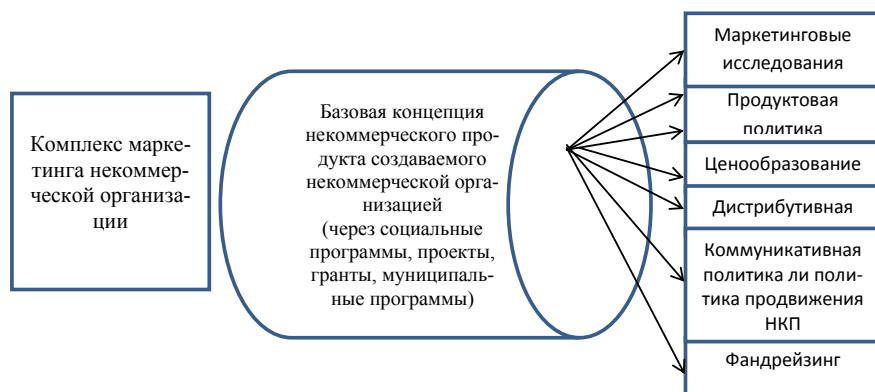 Комплекс марке-
тинга некоммер-
ческой организа-
ции
Базовая концепция
некоммерческого про-
дукта создаваемого
некоммерческой орга-
низацией
(через социальные
программы, проекты,
гранты, муниципаль-
ные программы)
Маркетинговые
исследования
Продуктовая
политика
Ценообразование
Дистрибутивная
Коммуникативная
политика ли поли-
тика продвижения
НКП
Фандрейзинг